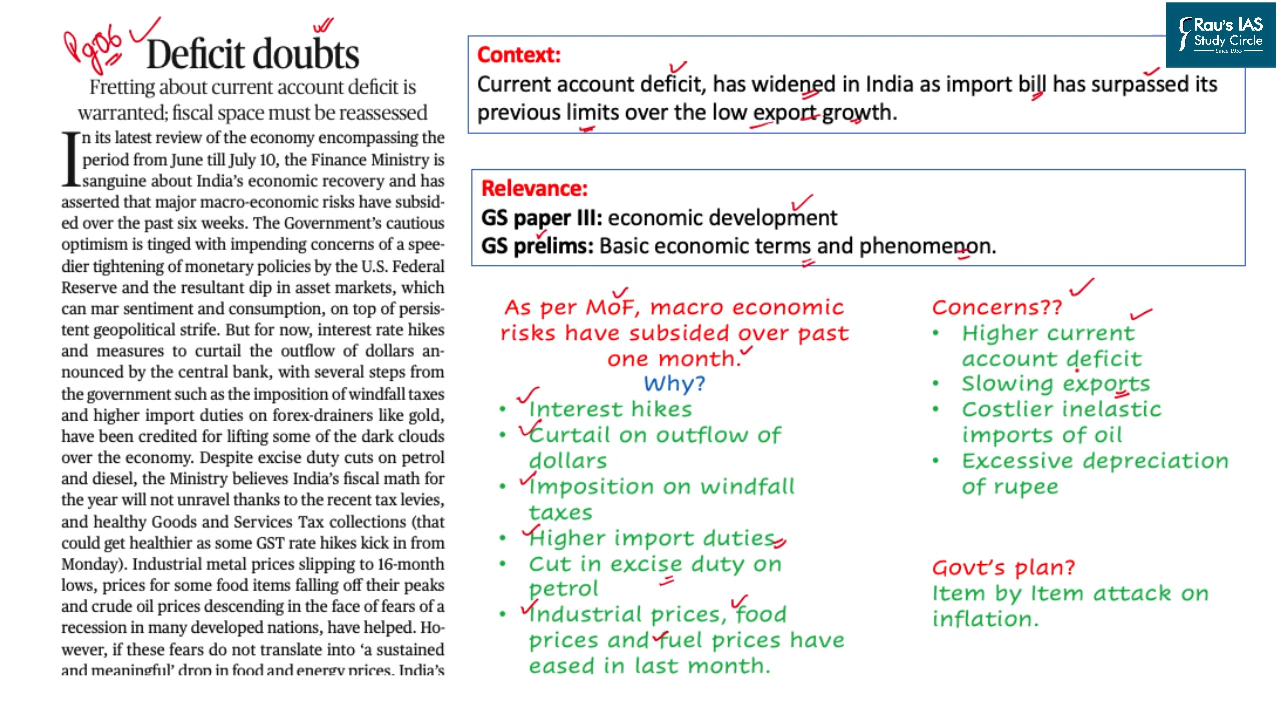 Pg06
Deficit doubts
Fretting about current account deficit is
warranted; fiscal space must be reassessed
In its latest review of the economy encompassing the
period from June till July 10, the Finance Ministry is
sanguine about India's economic recovery and has
asserted that major macro-economic risks have subsid-
ed over the past six weeks. The Government's cautious
optimism is tinged with impending concerns of a spee-
dier tightening of monetary policies by the U.S. Federal
Reserve and the resultant dip in asset markets, which
can mar sentiment and consumption, on top of persis-
tent geopolitical strife. But for now, interest rate hikes
and measures to curtail the outflow of dollars an-
nounced by the central bank, with several steps from
the government such as the imposition of windfall taxes
and higher import duties on forex-drainers like gold,
have been credited for lifting some of the dark clouds
over the economy. Despite excise duty cuts on petrol
and diesel, the Ministry believes India's fiscal math for
the year will not unravel thanks to the recent tax levies,
and healthy Goods and Services Tax collections (that
could get healthier as some GST rate hikes kick in from
Monday). Industrial metal prices slipping to 16-month
lows, prices for some food items falling off their peaks
and crude oil prices descending in the face of fears of a
recession in many developed nations, have helped. Ho-
wever, if these fears do not translate into 'a sustained
and meaningful' drop in food and energy prices, India's
Rau's IAS
Study Circle
Since 1953
Context:
Current account deficit, has widened in India as import bill has surpassed its
previous limits over the low export growth.
Relevance:
GS paper III: economic development
GS prelims: Basic economic terms and phenomenon.
As per MoF, macro economic
risks have subsided over past
one month.
Why?
• Interest hikes
• Curtail on outflow of
dollars
• Imposition on windfall
taxes
• Higher import duties
• Cut in excise duty on
petrol
• Industrial prices, food
prices and fuel prices have
eased in last month.
Concerns??
• Higher current
account deficit
• Slowing exports
• Costlier inelastic
imports of oil
• Excessive depreciation
of rupee
Govt's plan?
Item by Item attack on
inflation.